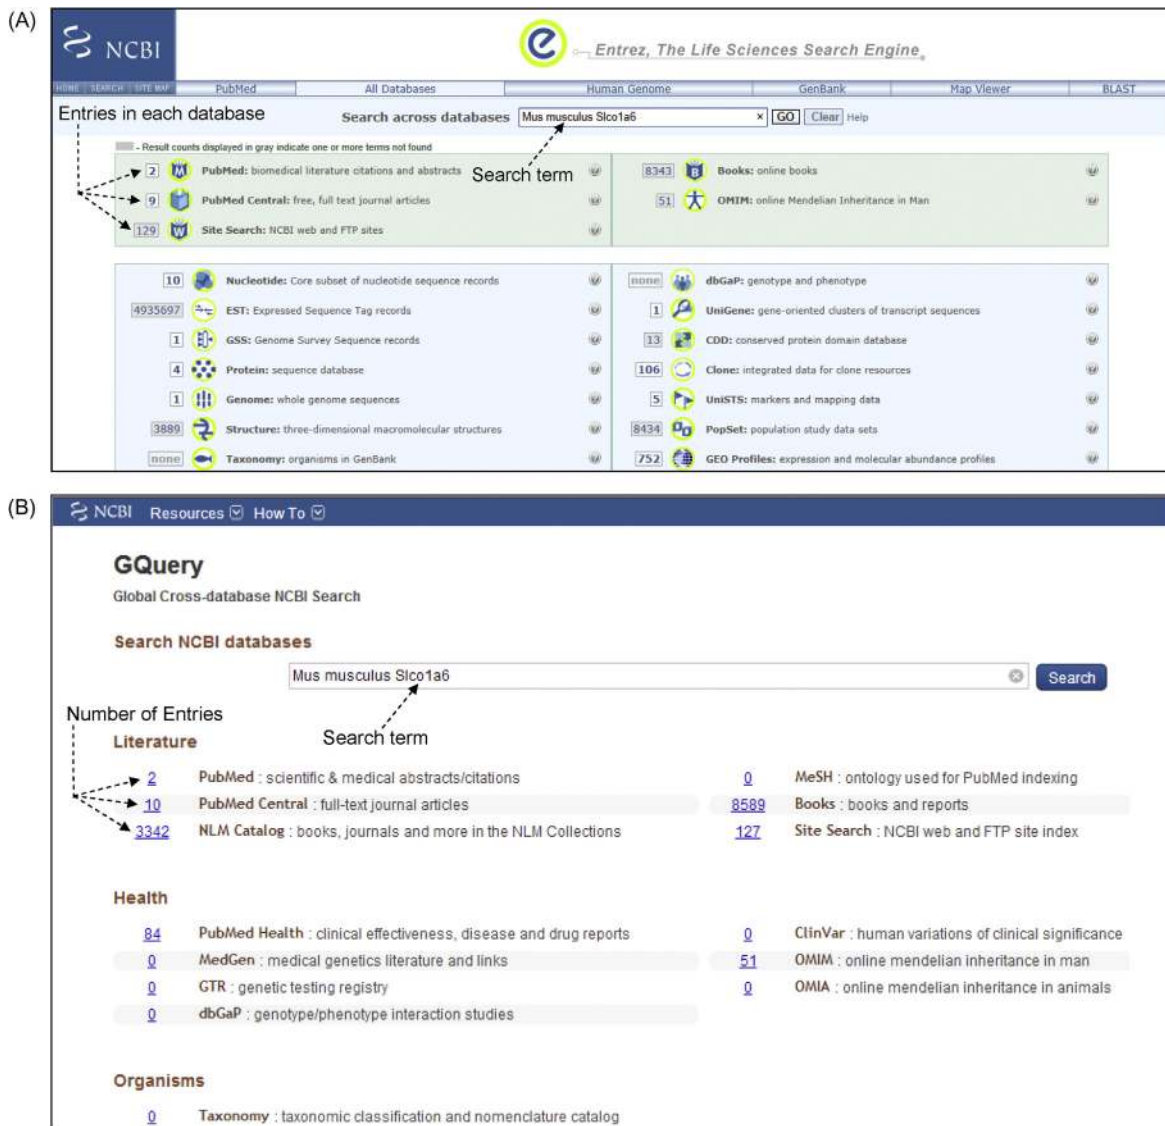 (A)
NCBI
Entrez, The Life Sciences Search Engine
HOME SEARCH SITE MAP PubMed All Databases Human Genome GenBank Map Viewer BLAST
Entries in each database
Search across databases Mus musculus Slco1a6 × GO Clear Help
- Result counts displayed in gray indicate one or more terms not found
Search term
2 PubMed: biomedical literature citations and abstracts
8343 Books: online books
9 PubMed Central: free, full text journal articles
51 OMIM: online Mendelian Inheritance in Man
129 Site Search: NCBI web and FTP sites
10 Nucleotide: Core subset of nucleotide sequence records
none dbGaP: genotype and phenotype
4935697 EST: Expressed Sequence Tag records
1 UniGene: gene-oriented clusters of transcript sequences
1 GSS: Genome Survey Sequence records
13 CDD: conserved protein domain database
4 Protein: sequence database
106 Clone: integrated data for clone resources
1 Genome: whole genome sequences
5 UniSTS: markers and mapping data
3889 Structure: three-dimensional macromolecular structures
8434 PopSet: population study data sets
none Taxonomy: organisms in GenBank
752 GEO Profiles: expression and molecular abundance profiles
(B)
NCBI Resources How To
GQuery
Global Cross-database NCBI Search
Search NCBI databases
Mus musculus Slco1a6 Search
Number of Entries
Search term
Literature
2 PubMed : scientific & medical abstracts/citations
0 MeSH : ontology used for PubMed indexing
10 PubMed Central : full-text journal articles
8589 Books : books and reports
3342 NLM Catalog : books, journals and more in the NLM Collections
127 Site Search : NCBI web and FTP site index
Health
84 PubMed Health : clinical effectiveness, disease and drug reports
0 ClinVar : human variations of clinical significance
0 MedGen : medical genetics literature and links
51 OMIM : online mendelian inheritance in man
0 GTR : genetic testing registry
0 OMIA : online mendelian inheritance in animals
0 dbGaP : genotype/phenotype interaction studies
Organisms
0 Taxonomy : taxonomic classification and nomenclature catalog